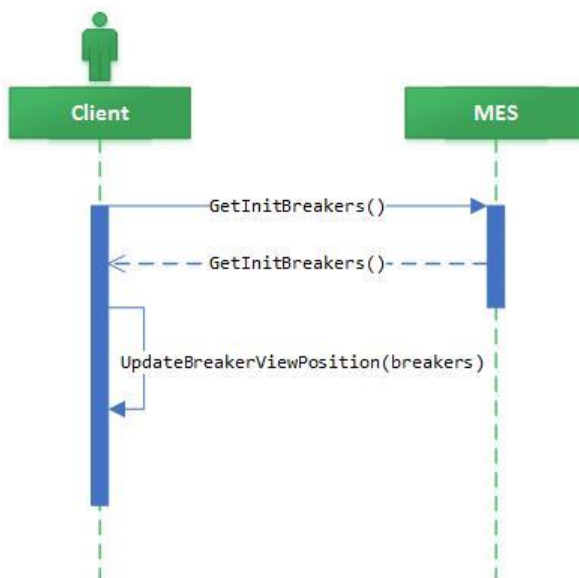 Client
MES
GetInitBreakers()
GetInitBreakers()
UpdateBreakerViewPosition(breakers)